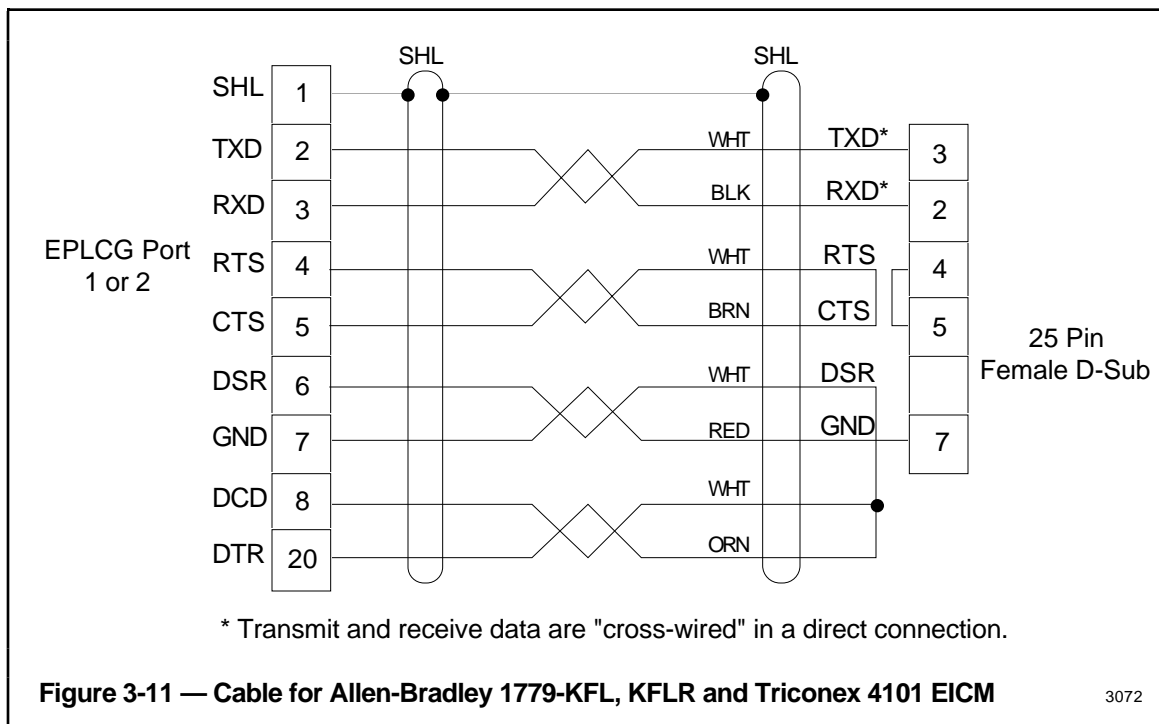 SHL SHL
SHL 1
TXD 2 WHT TXD* 3
RXD 3 BLK RXD* 2
EPLCG Port
1 or 2
RTS 4 WHT RTS 4
CTS 5 BRN CTS 5
25 Pin
Female D-Sub
DSR 6 WHT DSR
GND 7 RED GND 7
DCD 8 WHT
DTR 20 ORN
* Transmit and receive data are "cross-wired" in a direct connection.
Figure 3-11 — Cable for Allen-Bradley 1779-KFL, KFLR and Triconex 4101 EICM 3072